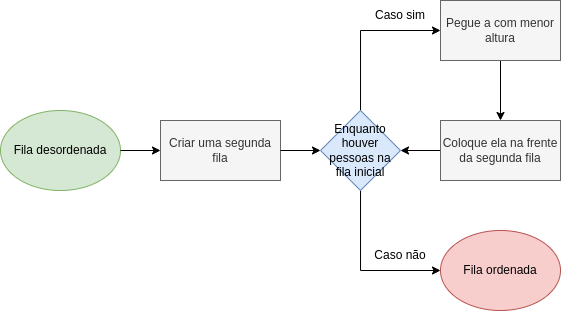 Caso sim
Pegue a com menor
altura
Fila desordenada
Criar uma segunda
fila
Enquanto
houver
pessoas na
fila inicial
Coloque ela na frente
da segunda fila
Caso não
Fila ordenada